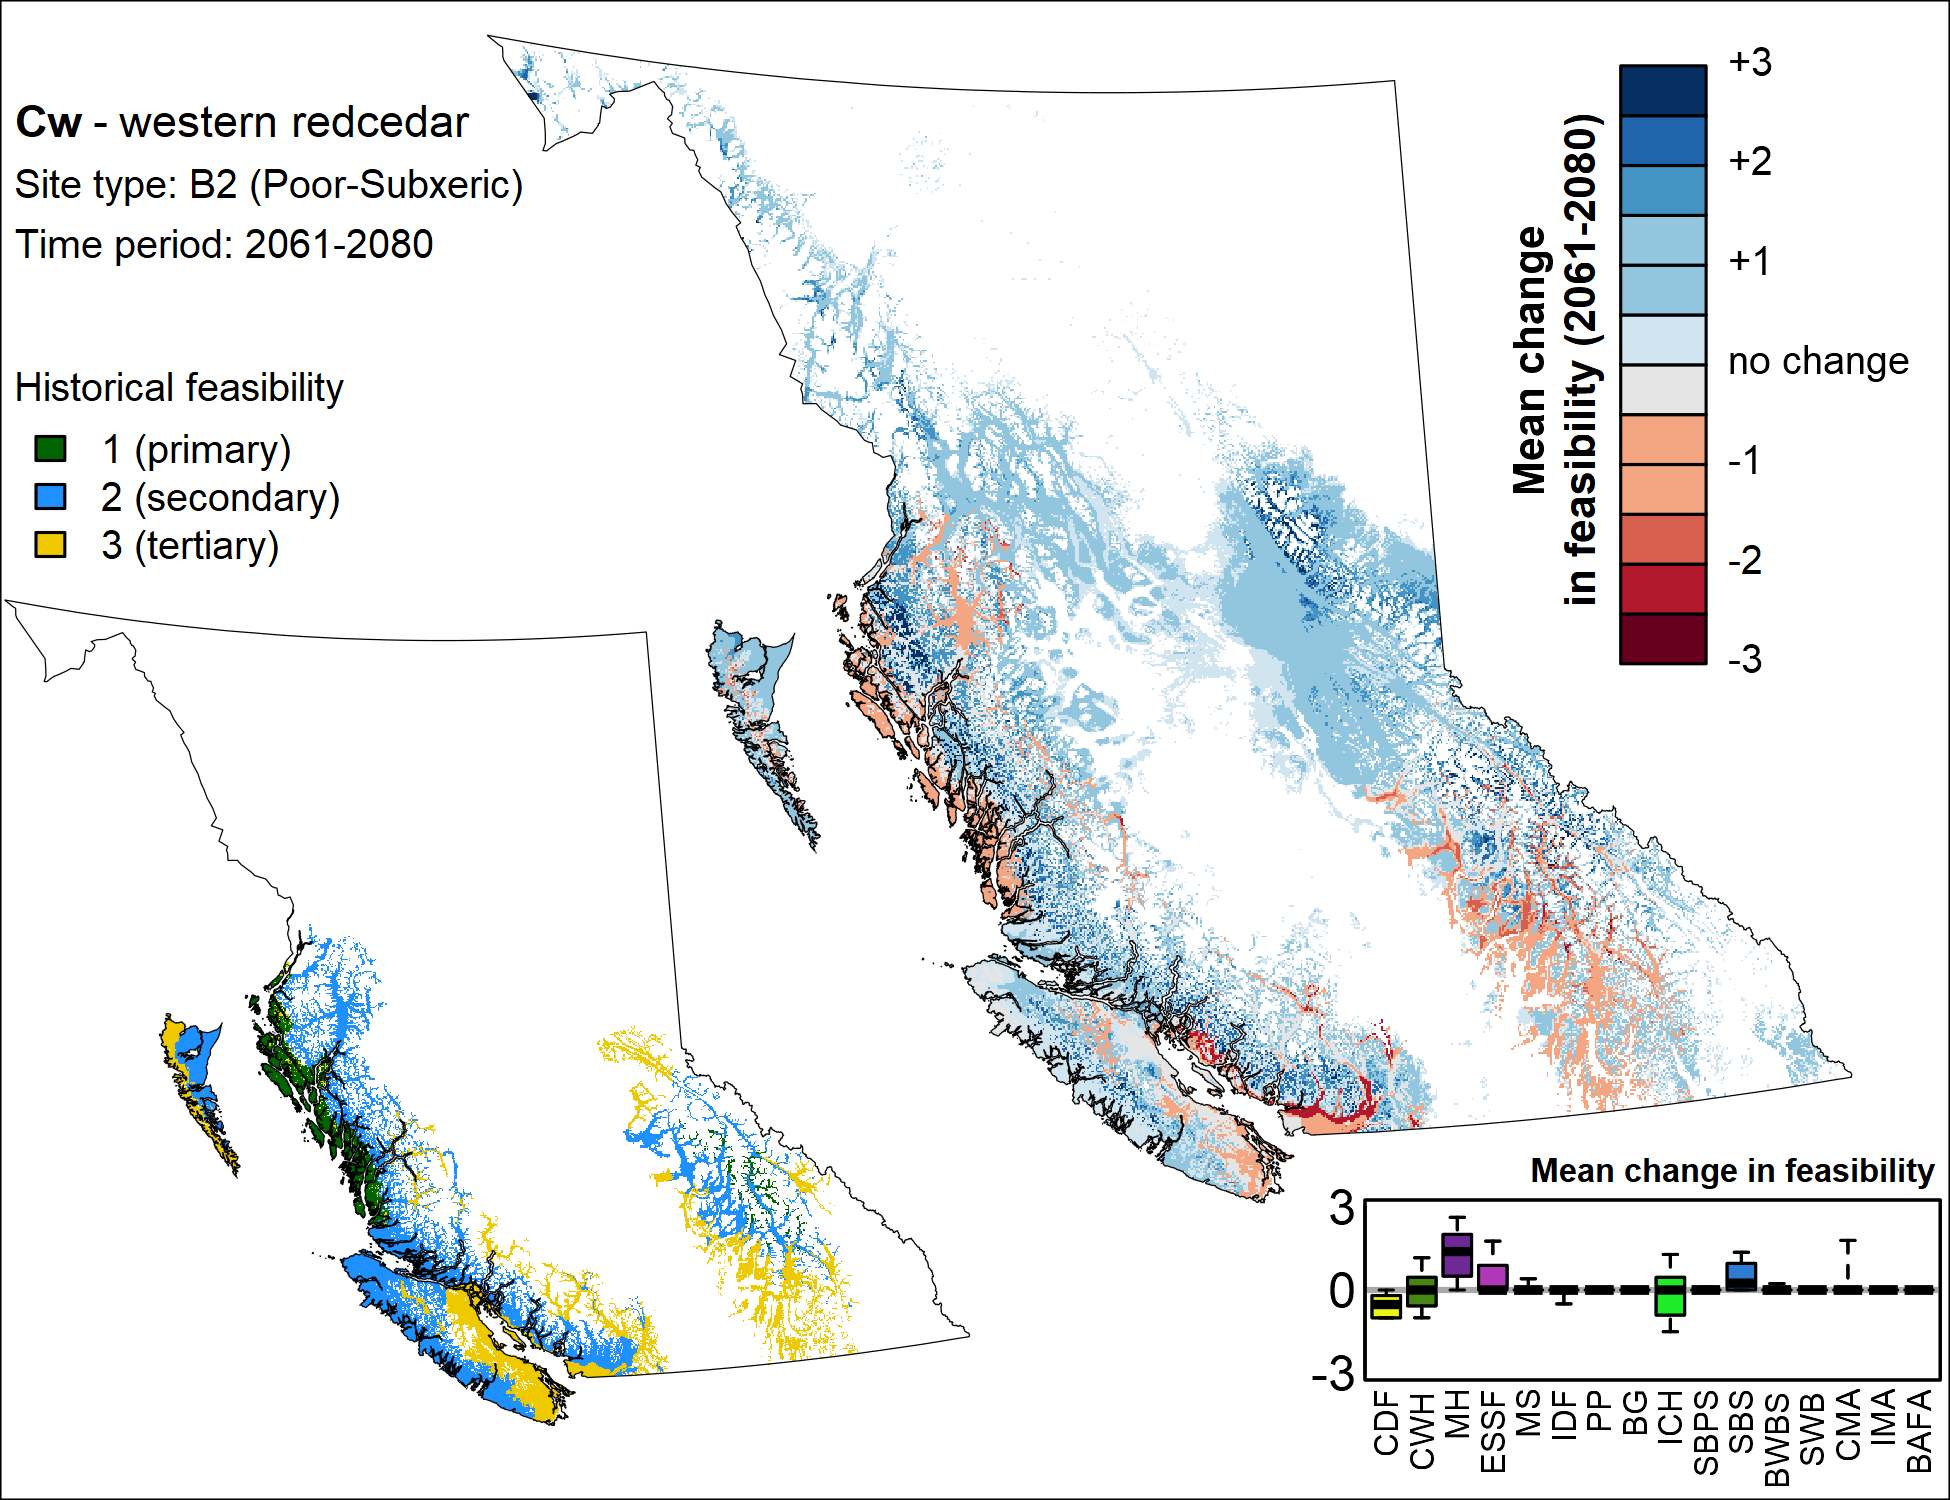 Cw - western redcedar
Site type: B2 (Poor-Subxeric)
Time period: 2061-2080
Historical feasibility
1 (primary)
2 (secondary)
3 (tertiary)
Mean change
in feasibility (2061-2080)
+3
+2
+1
no change
-1
-2
-3
Mean change in feasibility
3
0
-3
CDF
CWH
MH
ESSF
MS
IDF
PP
BG
ICH
SBPS
SBS
BWBS
SWB
CMA
IMA
BAFA